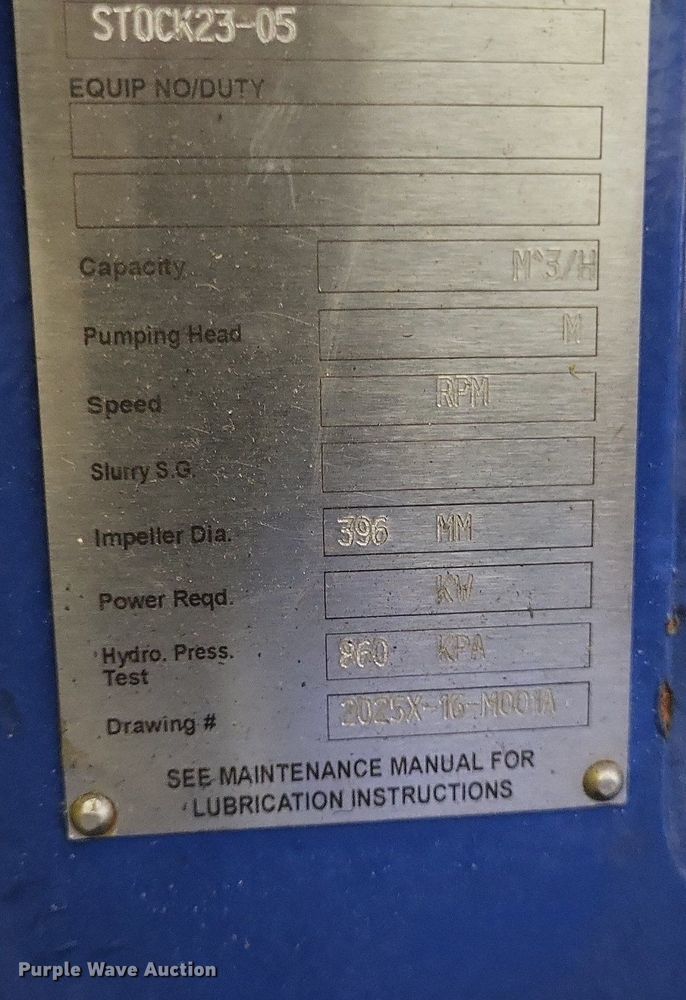 STOCK23-05
EQUIP NO/DUTY
Capacity M^3/H
Pumping Head M
Speed RPM
Slurry S.G.
Impeller Dia. 396 MM
Power Reqd. KW
Hydro. Press. 860 KPA
Test
Drawing # 2025X-16-M001A
SEE MAINTENANCE MANUAL FOR
LUBRICATION INSTRUCTIONS
Purple Wave Auction